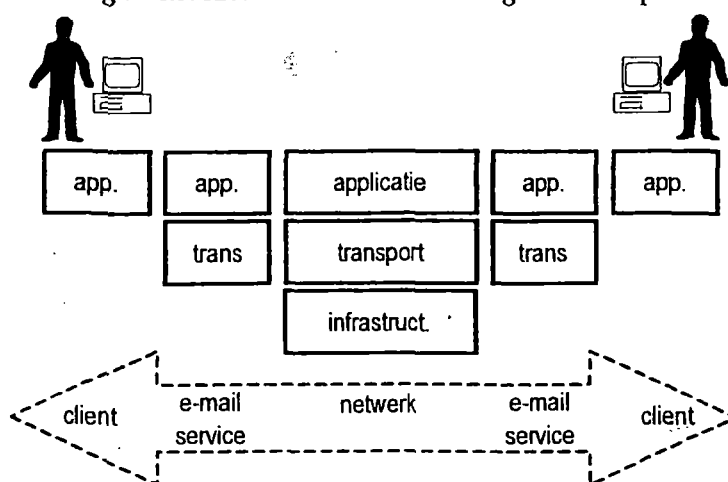 app. app. applicatie app. app.
trans transport trans
infrastruct.
client e-mail service netwerk e-mail service client